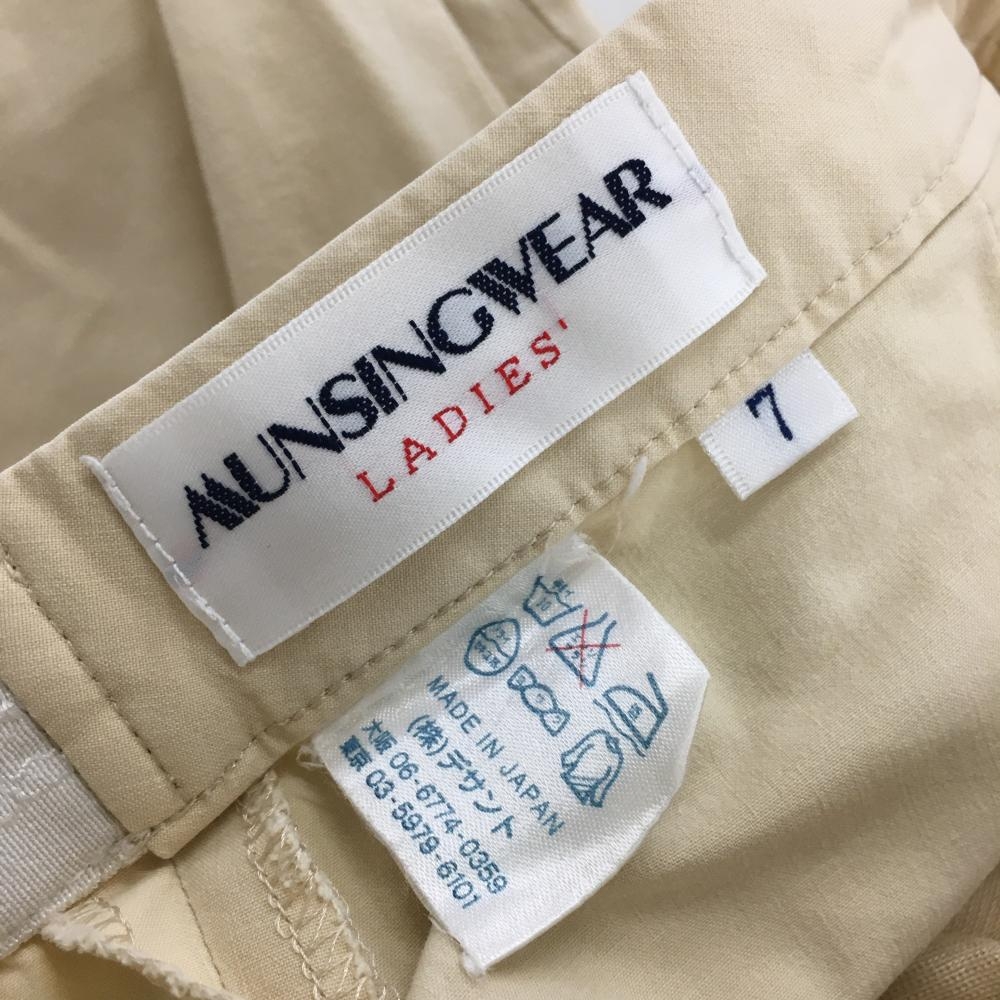 MUNSINGWEAR
LADIES'
7
MADE IN JAPAN
(株)デサント
大阪 06-6774-0359
東京 03-5979-6101